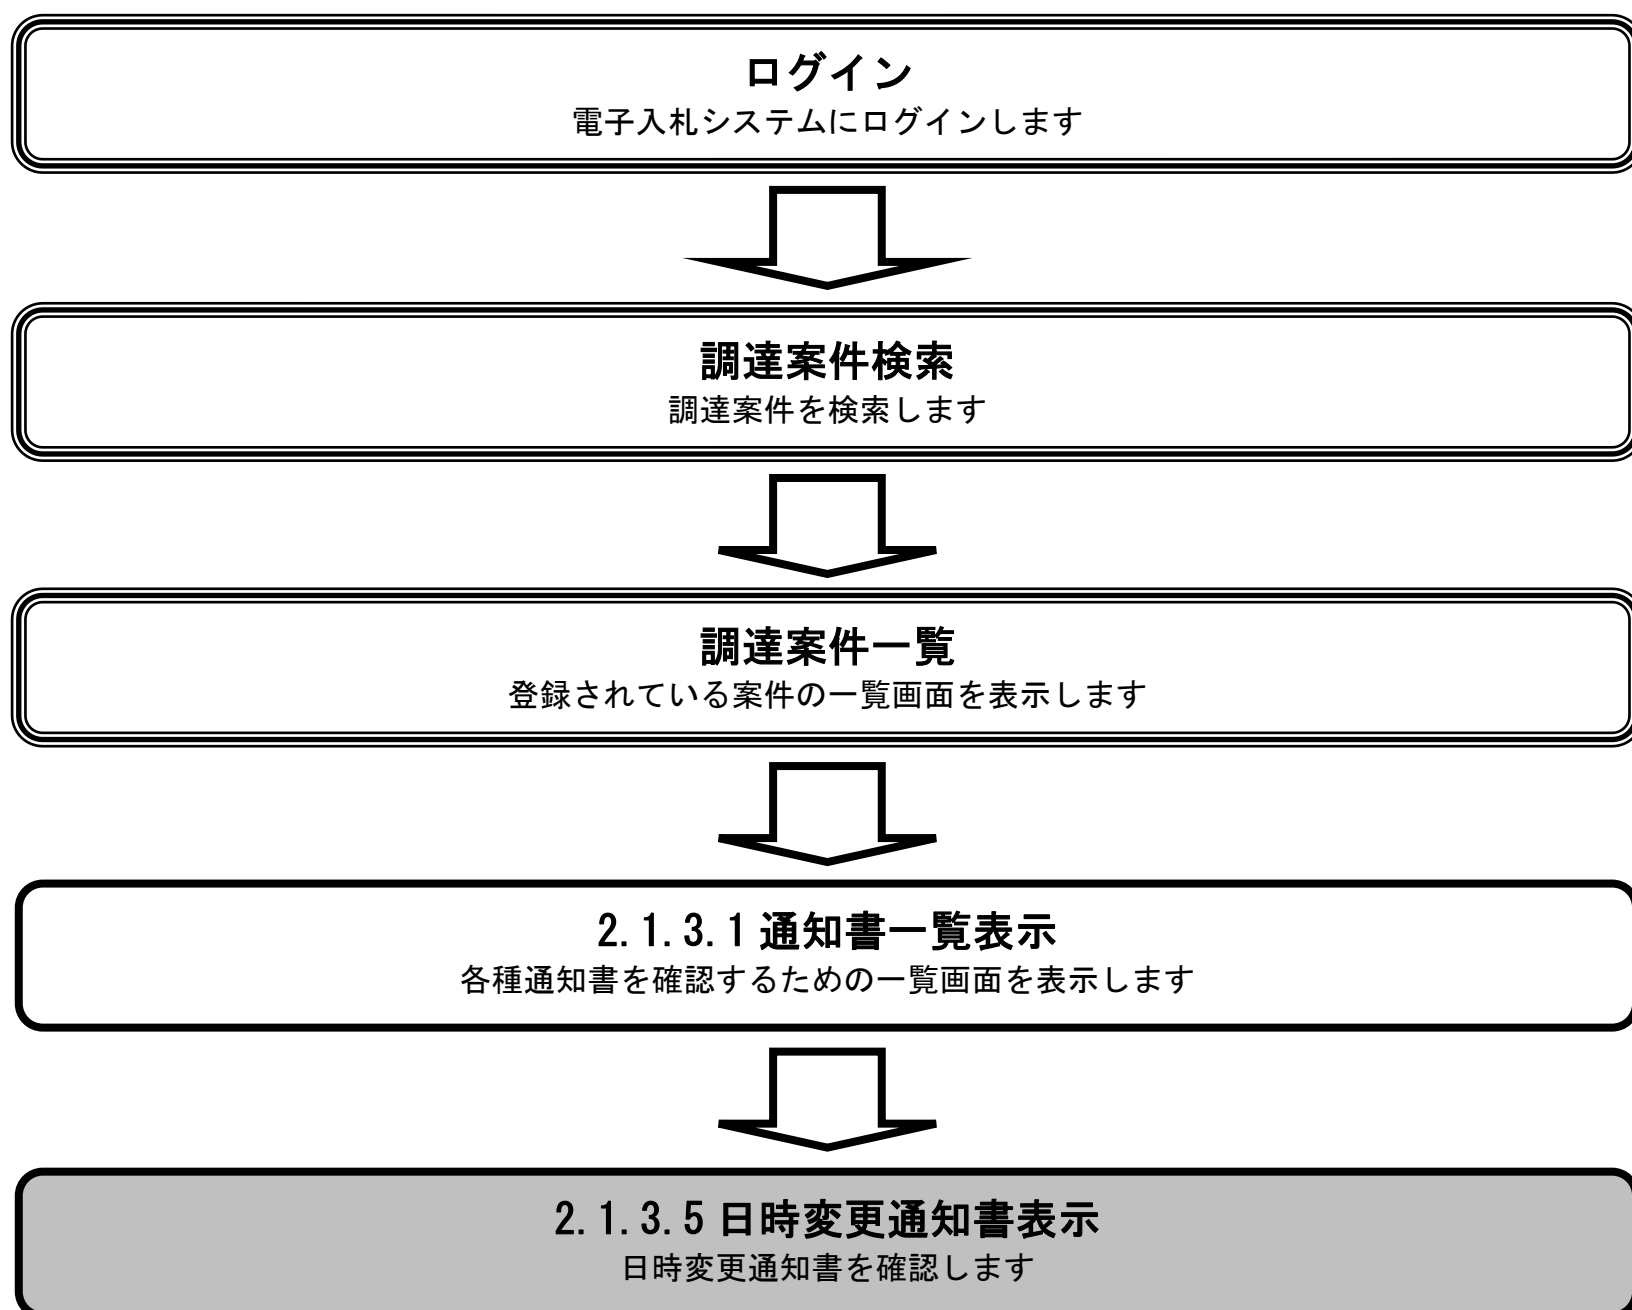 ログイン
電子入札システムにログインします
調達案件検索
調達案件を検索します
調達案件一覧
登録されている案件の一覧画面を表示します
2.1.3.1 通知書一覧表示
各種通知書を確認するための一覧画面を表示します
2.1.3.5 日時変更通知書表示
日時変更通知書を確認します